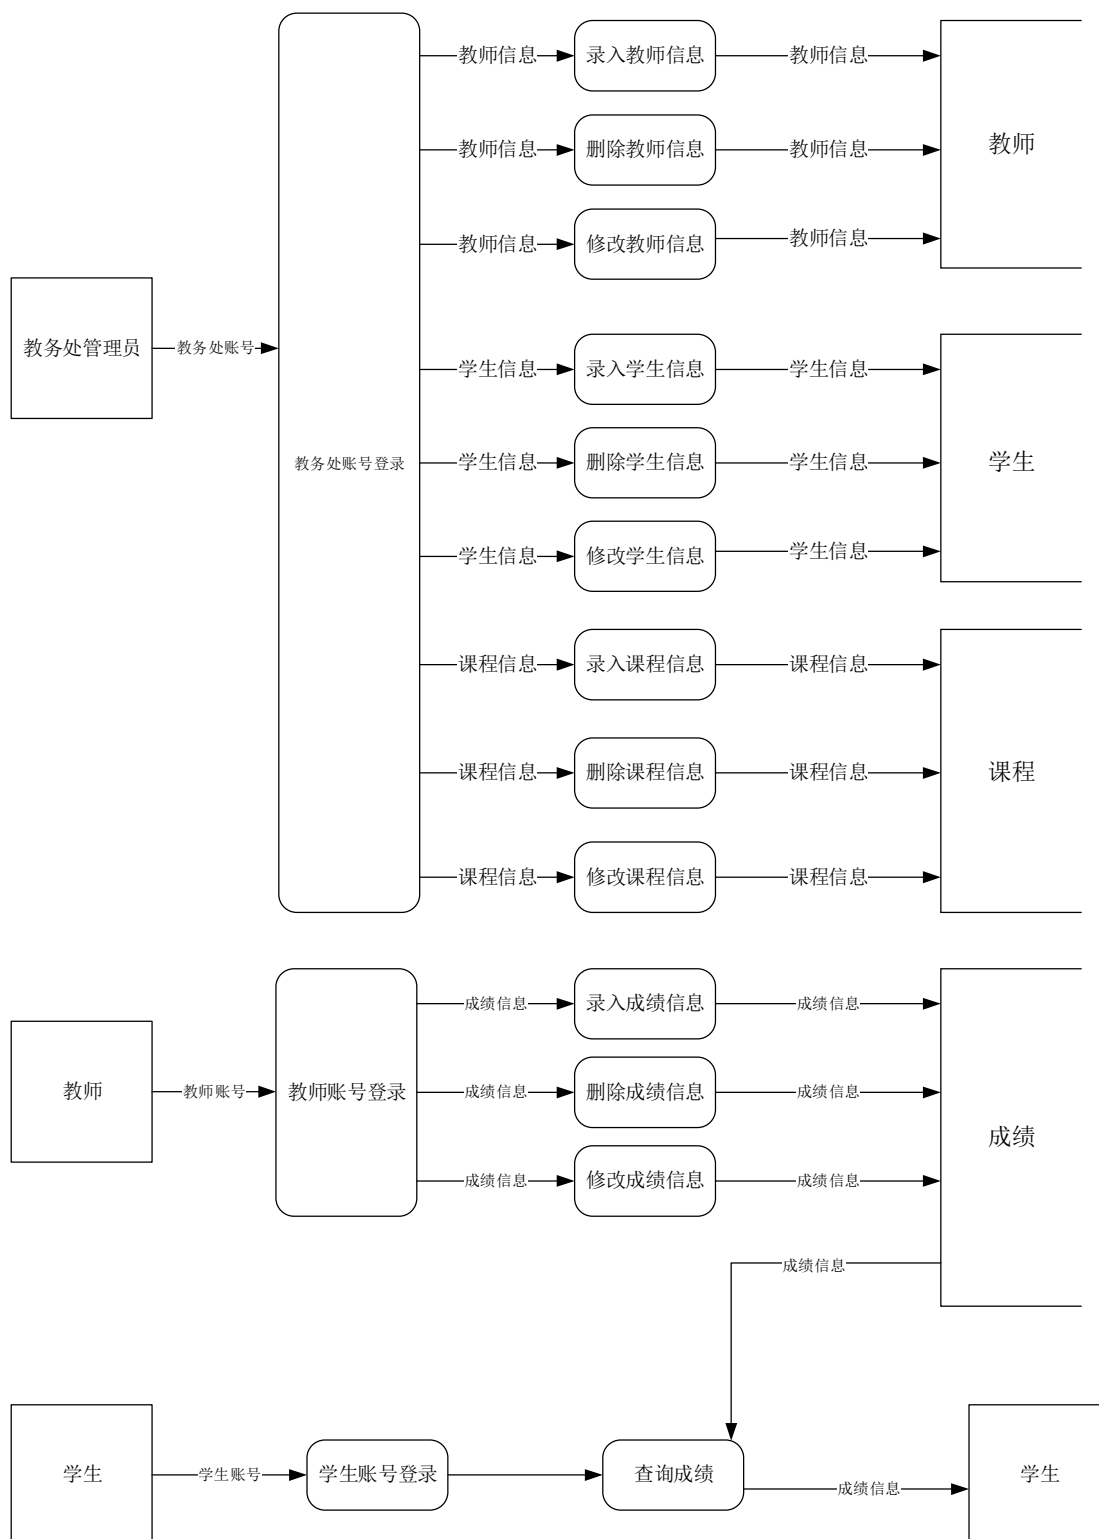 教师信息
录入教师信息
教师信息
教师信息
删除教师信息
教师信息
教师
教师信息
修改教师信息
教师信息
教务处管理员
教务处账号
学生信息
录入学生信息
学生信息
教务处账号登录
学生信息
删除学生信息
学生信息
学生
学生信息
修改学生信息
学生信息
课程信息
录入课程信息
课程信息
课程信息
删除课程信息
课程信息
课程
课程信息
修改课程信息
课程信息
成绩信息
录入成绩信息
成绩信息
教师
教师账号
教师账号登录
成绩信息
删除成绩信息
成绩信息
成绩
成绩信息
修改成绩信息
成绩信息
成绩信息
学生
学生账号
学生账号登录
查询成绩
成绩信息
学生